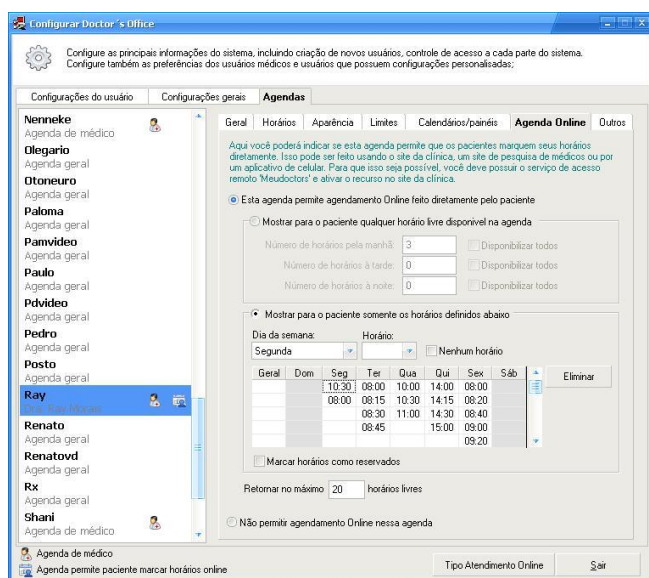 Configurar Doctor´s Office
Configure as principais informações do sistema, incluindo criação de novos usuários, controle de acesso a cada parte do sistema.
Configure também as preferências dos usuários médicos e usuários que possuem configurações personalisadas;
Configurações do usuário Configurações gerais Agendas
Nenneke
Agenda de médico
Olegario
Agenda geral
Otoneuro
Agenda geral
Paloma
Agenda geral
Pamvideo
Agenda geral
Paulo
Agenda geral
Pdvideo
Agenda geral
Pedro
Agenda geral
Posto
Agenda geral
Ray
Renato
Agenda geral
Renatovd
Agenda geral
Rx
Agenda geral
Shani
Agenda de médico
Agenda de médico
Agenda permite paciente marcar horários online
Geral Horários Aparência Limites Calendários/painéis Agenda Online Outros
Aqui você poderá indicar se esta agenda permite que os pacientes marquem seus horários
diretamente. Isso pode ser feito usando o site da clínica, um site de pesquisa de médicos ou por
um aplicativo de celular. Para que isso seja possível, você deve possuir o serviço de acesso
remoto 'Meudoctors' e ativar o recurso no site da clínica.
Esta agenda permite agendamento Online feito diretamente pelo paciente
Mostrar para o paciente qualquer horário livre disponivel na agenda
Número de horários pela manhã: 3 Disponibilizar todos
Número de horários à tarde: 0 Disponibilizar todos
Número de horários à noite: 0 Disponibilizar todos
Mostrar para o paciente somente os horários definidos abaixo
Dia da semana: Horário:
Segunda Nenhum horário
Geral Dom Seg Ter Qua Qui Sex Sáb Eliminar
10:30 08:00 10:00 14:00 08:00
08:00 08:15 10:30 14:15 08:20
08:30 11:00 14:30 08:40
08:45 15:00 09:00
09:20
Marcar horários como reservados
Retornar no máximo 20 horários livres
Não permitir agendamento Online nessa agenda
Tipo Atendimento Online Sair